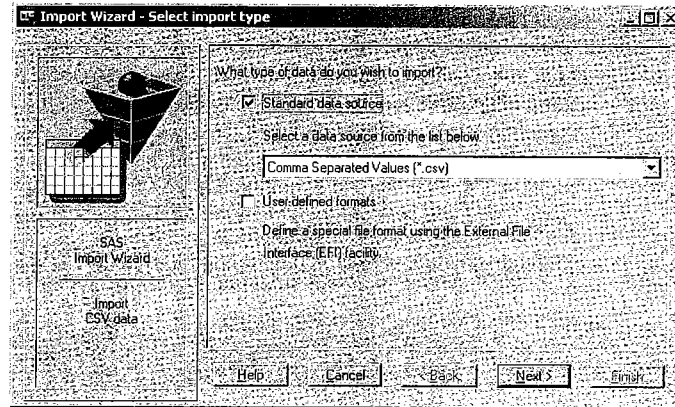 Import Wizard - Select import type
What type of data do you wish to import?
Standard data source
Select a data source from the list below.
Comma Separated Values (*.csv)
User-defined formats
Define a special file format using the External File
Interface (EFI) facility.
SAS
Import Wizard
Import
CSV data
Help
Cancel
< Back
Next >
Finish